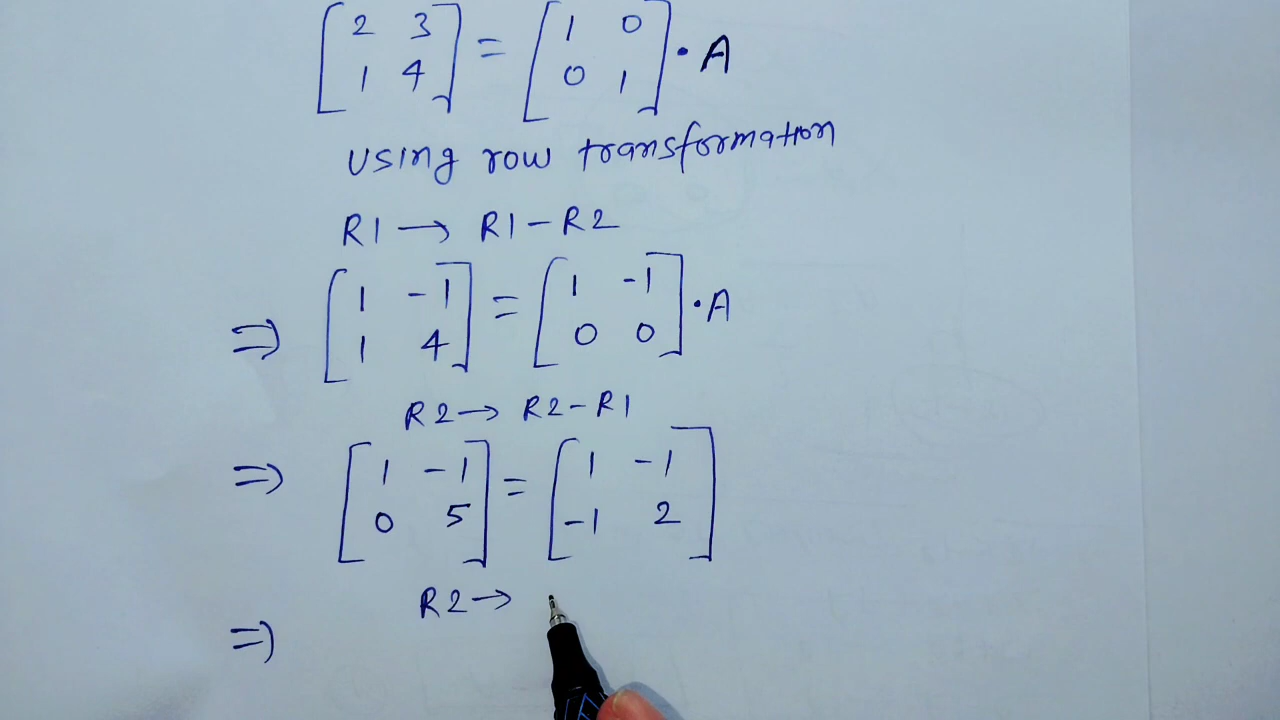 [2 3 1 4] = [1 0 0 1] · A
using row transformation
R1 → R1 - R2
⇒ [1 -1 1 4] = [1 -1 0 0] · A
R2 → R2 - R1
⇒ [1 -1 0 5] = [1 -1 -1 2]
R2 →
⇒